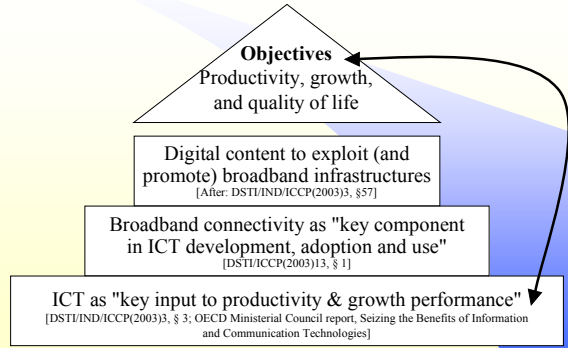 Objectives
Productivity, growth,
and quality of life
Digital content to exploit (and
promote) broadband infrastructures
[After: DSTI/IND/ICCP(2003)3, §57]
Broadband connectivity as "key component
in ICT development, adoption and use"
[DSTI/ICCP(2003)13, § 1]
ICT as "key input to productivity & growth performance"
[DSTI/IND/ICCP(2003)3, § 3; OECD Ministerial Council report, Seizing the Benefits of Information
and Communication Technologies]